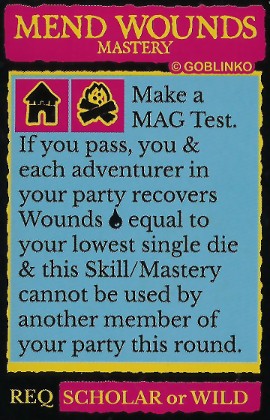 MEND WOUNDS
MASTERY
© GOBLINKO
Make a
MAG Test.
If you pass, you &
each adventurer in
your party recovers
Wounds equal to
your lowest single die
& this Skill/Mastery
cannot be used by
another member of
your party this round.
REQ SCHOLAR or WILD